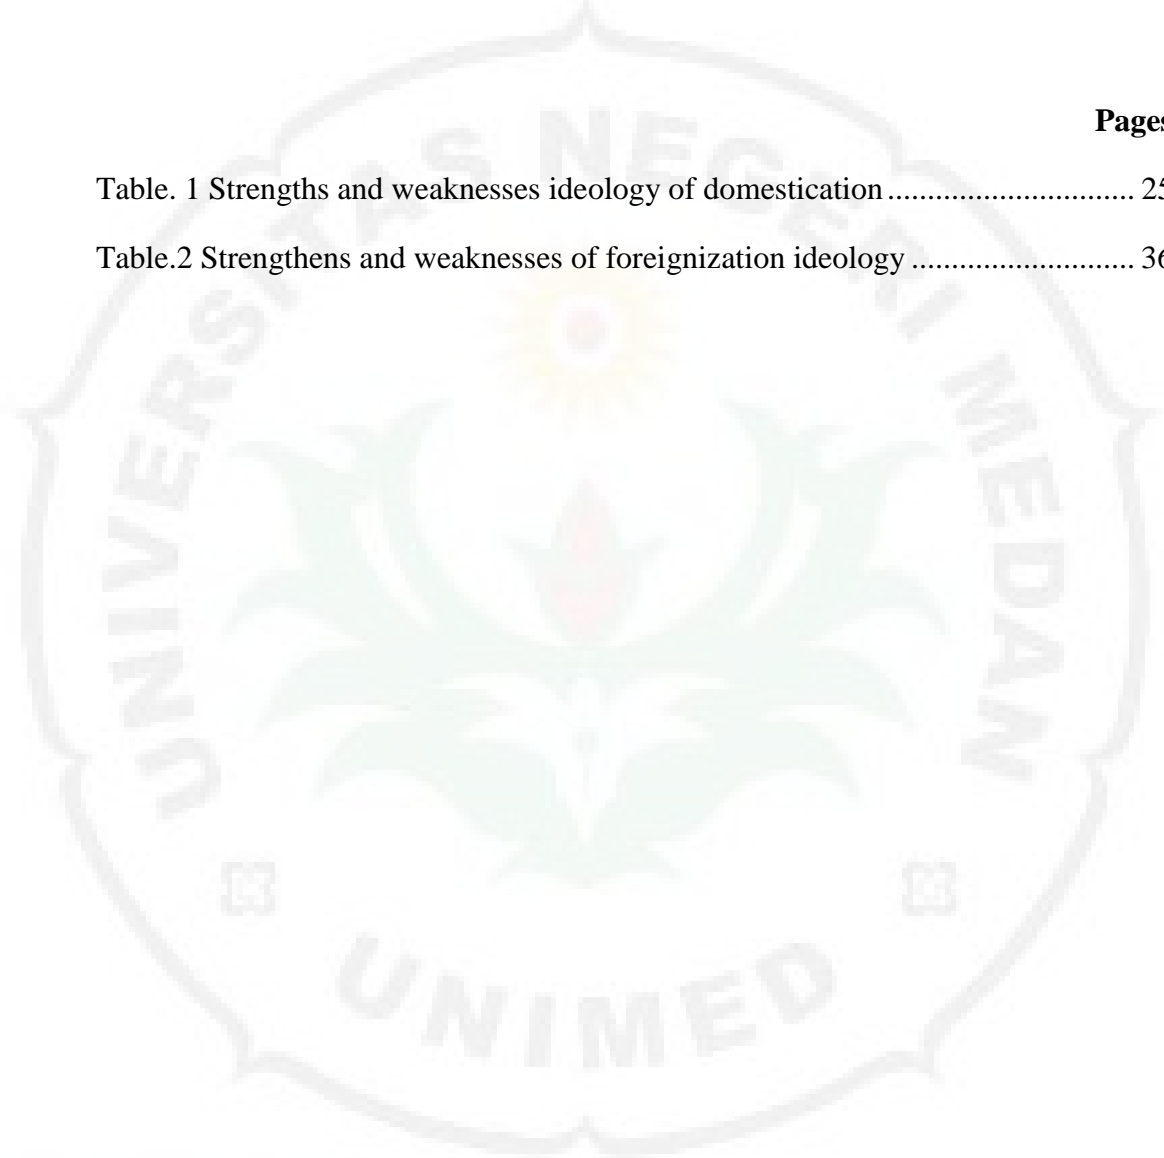 Pages
Table. 1 Strengths and weaknesses ideology of domestication ........................... 25
Table.2 Strengthens and weaknesses of foreignization ideology ......................... 36
UNIVERSITAS NEGERI MEDAN
UNIMED